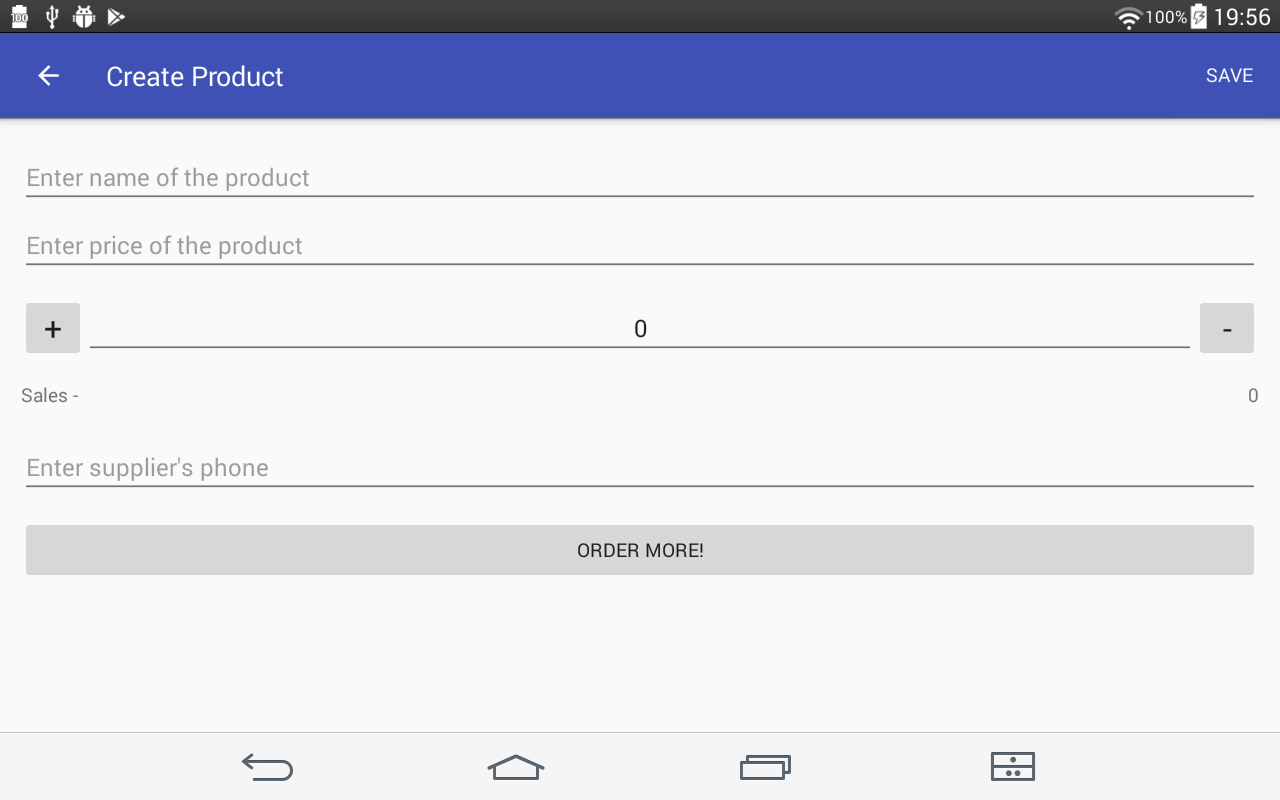 100 100% 19:56
Create Product SAVE
Enter name of the product
Enter price of the product
+ 0 -
Sales - 0
Enter supplier's phone
ORDER MORE!